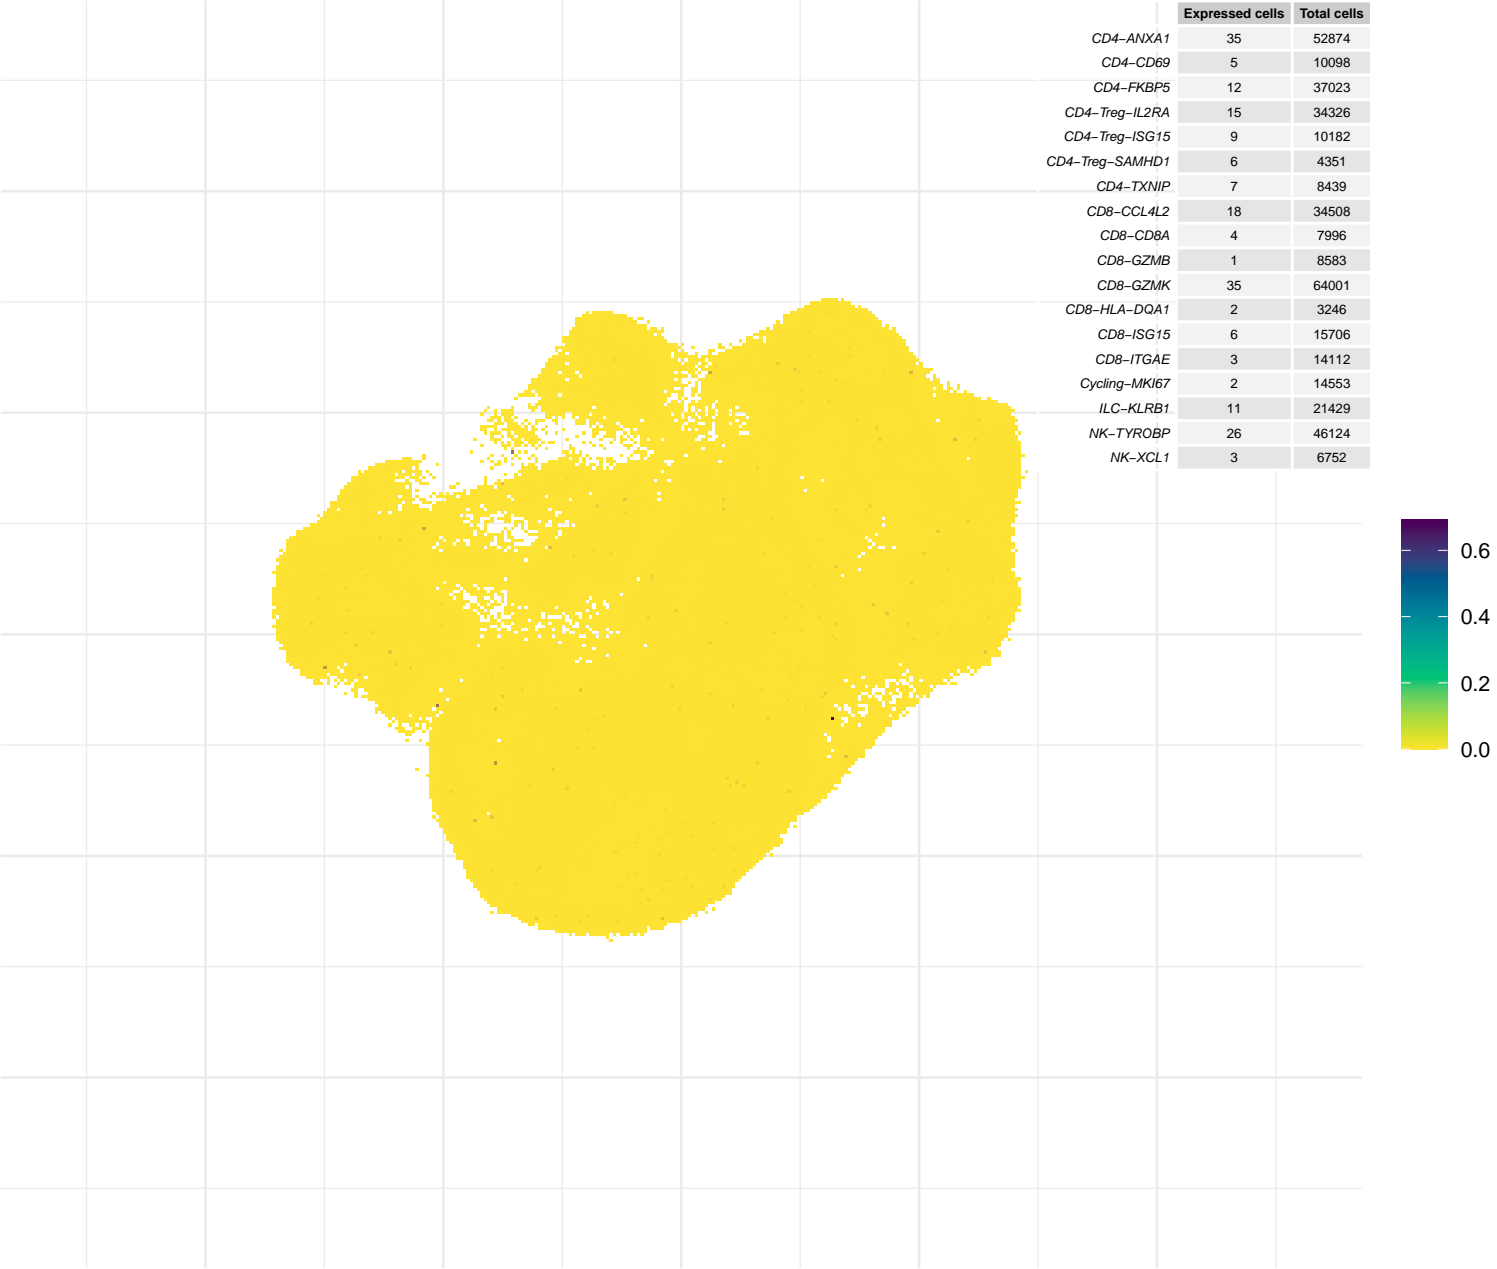 Expressed cells Total cells
CD4−ANXA1 35 52874
CD4−CD69 5 10098
CD4−FKBP5 12 37023
CD4−Treg−IL2RA 15 34326
CD4−Treg−ISG15 9 10182
CD4−Treg−SAMHD1 6 4351
CD4−TXNIP 7 8439
CD8−CCL4L2 18 34508
CD8−CD8A 4 7996
CD8−GZMB 1 8583
CD8−GZMK 35 64001
CD8−HLA−DQA1 2 3246
CD8−ISG15 6 15706
CD8−ITGAE 3 14112
Cycling−MKI67 2 14553
ILC−KLRB1 11 21429
NK−TYROBP 26 46124
NK−XCL1 3 6752
0.6
0.4
0.2
0.0